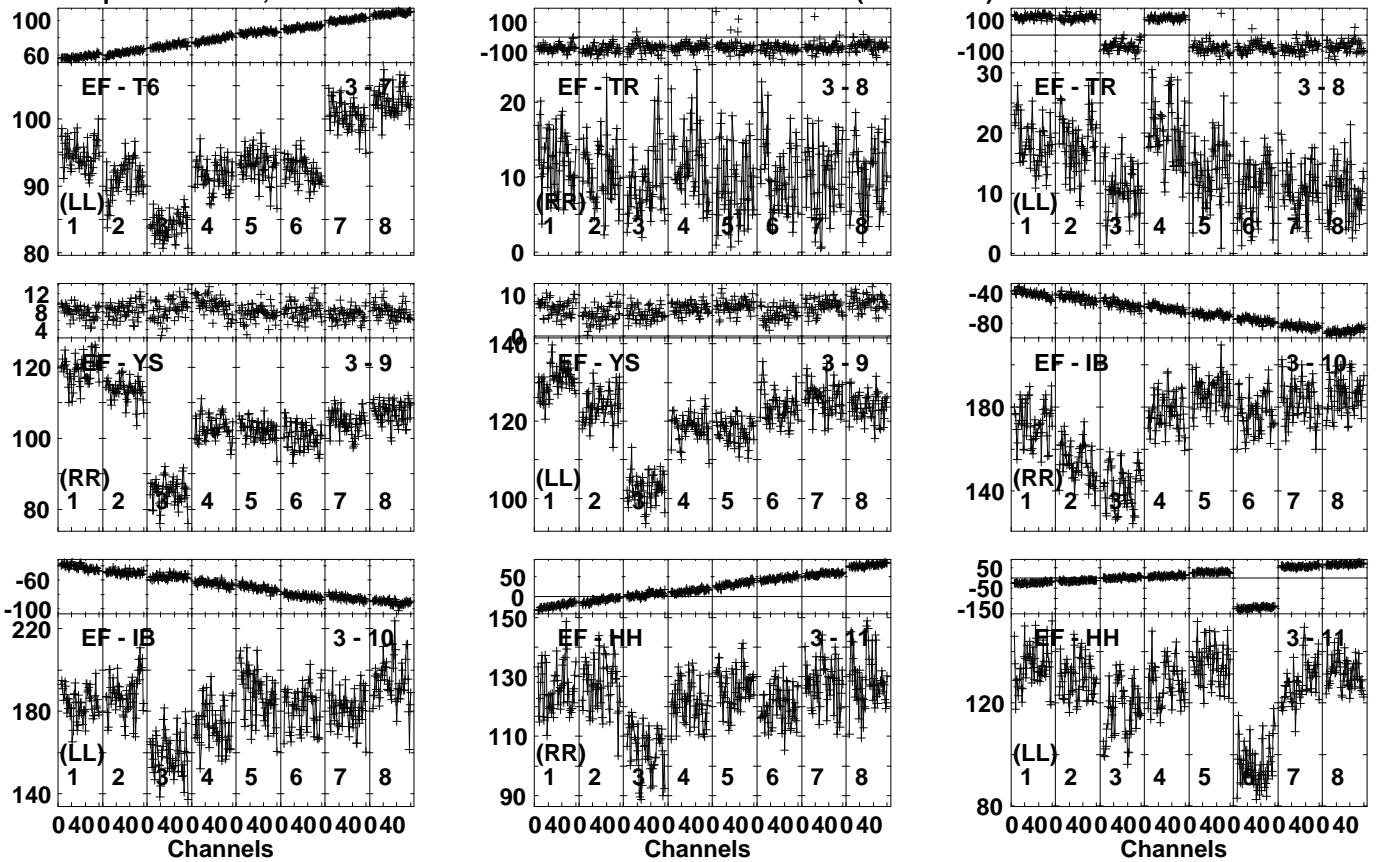 100
60
EF - T6 3 - 7
100
90
80
(LL)
1 2 3 4 5 6 7 8
100
-100
EF - TR 3 - 8
20
10
0
(RR)
1 2 3 4 5 6 7 8
100
-100
30
EF - TR 3 - 8
20
10
0
(LL)
1 2 3 4 5 6 7 8
12
8
4
EF - YS 3 - 9
120
100
80
(RR)
1 2 3 4 5 6 7 8
10
0
140
EF - YS 3 - 9
120
100
(LL)
1 2 3 4 5 6 7 8
-40
-80
EF - IB 3 - 10
180
140
(RR)
1 2 3 4 5 6 7 8
-60
-100
220
EF - IB 3 - 10
180
140
(LL)
1 2 3 4 5 6 7 8
0 40 0 40 0 40 0 40 0 40 0 40 0 40 0 40
Channels
50
0
150
EF - HH 3 - 11
130
110
90
(RR)
1 2 3 4 5 6 7 8
0 40 0 40 0 40 0 40 0 40 0 40 0 40 0 40
Channels
50
-50
-150
EF - HH 3 - 11
120
80
(LL)
1 2 3 4 5 6 7 8
0 40 0 40 0 40 0 40 0 40 0 40 0 40 0 40
Channels